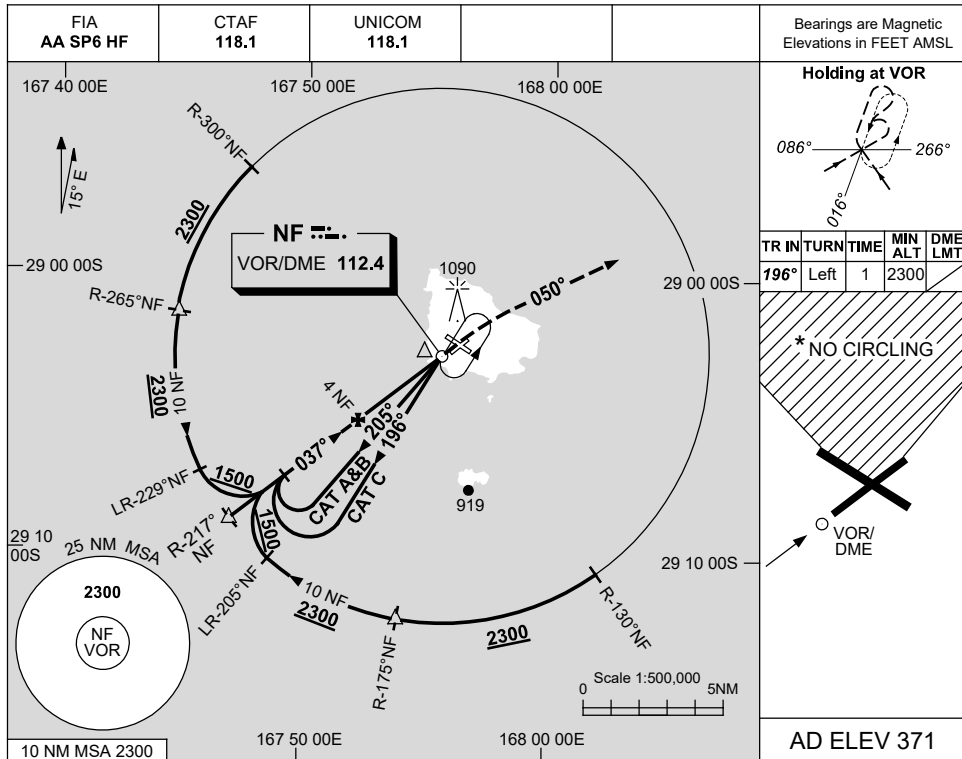 FIA
AA SP6 HF
CTAF
118.1
UNICOM
118.1
Bearings are Magnetic
Elevations in FEET AMSL
167 40 00E
167 50 00E
168 00 00E
15° E
R-300°NF
2300
R-265°NF
2300
10 NF
LR-229°NF
1500
R-217°
NF
1500
LR-205°NF
10 NF
2300
R-175°NF
2300
R-130°NF
NF
VOR/DME 112.4
1090
050°
4 NF
037°
205°
196°
CAT A&B
CAT C
919
29 00 00S
29 00 00S
29 10
00S
29 10 00S
25 NM MSA
2300
NF
VOR
10 NM MSA 2300
Scale 1:500,000
0 5NM
167 50 00E
168 00 00E
Holding at VOR
086°
266°
016°
TR IN TURN TIME MIN ALT DME LMT
196° Left 1 2300
* NO CIRCLING
VOR/
DME
AD ELEV 371